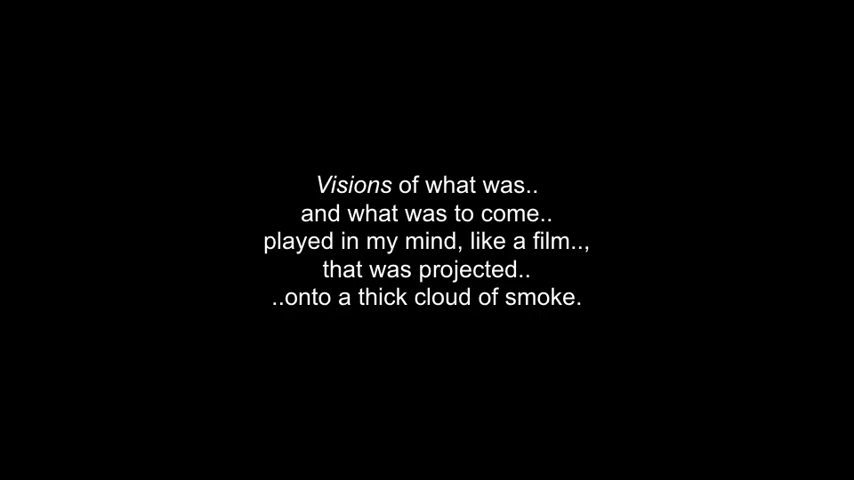 Visions of what was..
and what was to come..
played in my mind, like a film..,
that was projected..
..onto a thick cloud of smoke.